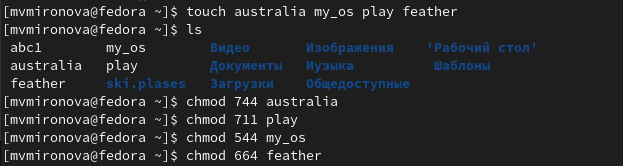 [mvmironova@fedora ~]$ touch australia my_os play feather
[mvmironova@fedora ~]$ ls
abc1 my_os Видео Изображения 'Рабочий стол'
australia play Документы Музыка Шаблоны
feather ski.plases Загрузки Общедоступные
[mvmironova@fedora ~]$ chmod 744 australia
[mvmironova@fedora ~]$ chmod 711 play
[mvmironova@fedora ~]$ chmod 544 my_os
[mvmironova@fedora ~]$ chmod 664 feather